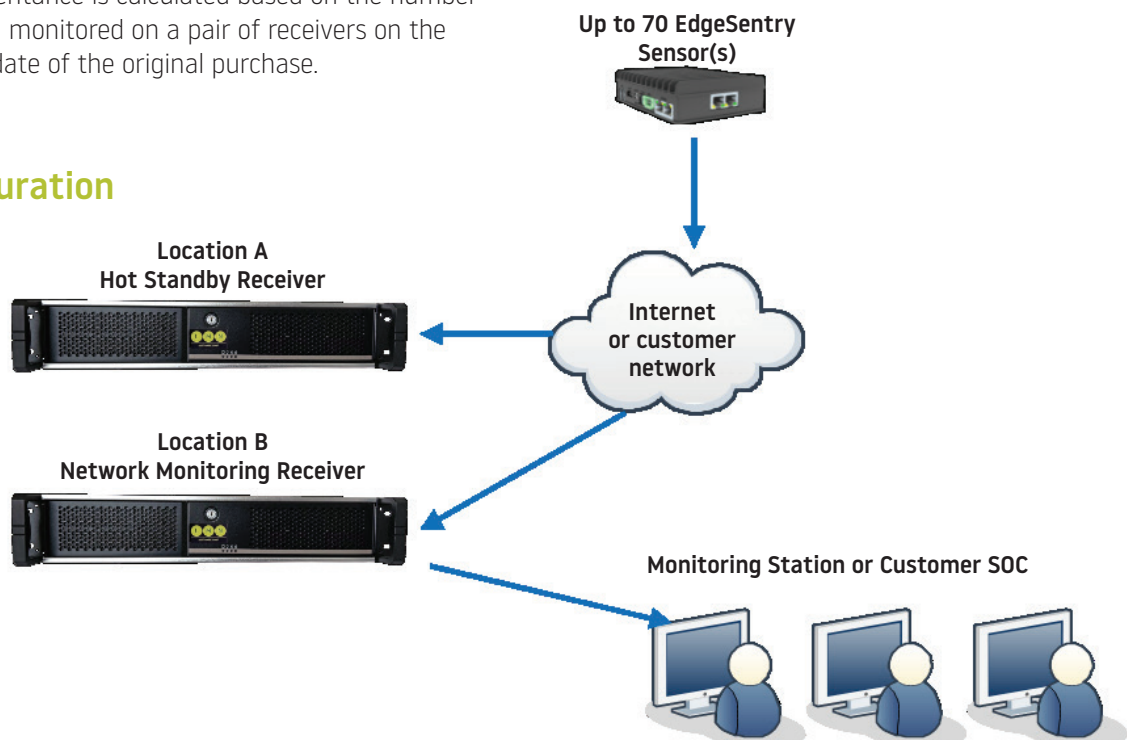 monitored on a pair of receivers on the
date of the original purchase.
Up to 70 EdgeSentry
Sensor(s)
Location A
Hot Standby Receiver
Internet
or customer
network
Location B
Network Monitoring Receiver
Monitoring Station or Customer SOC